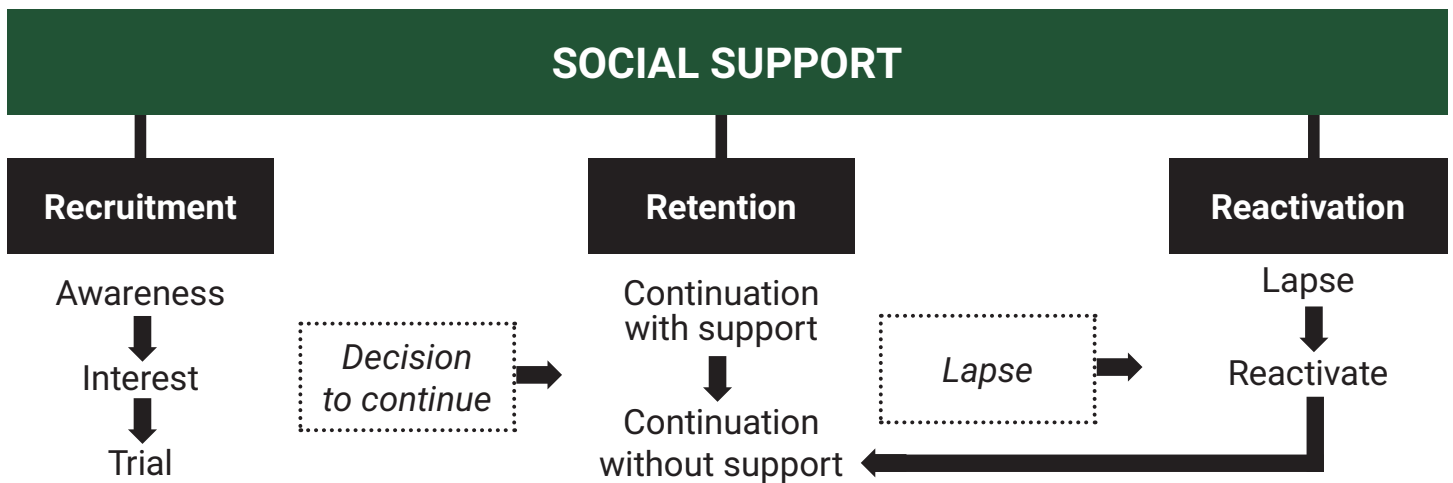 SOCIAL SUPPORT
Recruitment
Awareness
Interest
Trial
Decision
to continue
Retention
Continuation
with support
Continuation
without support
Lapse
Reactivation
Lapse
Reactivate